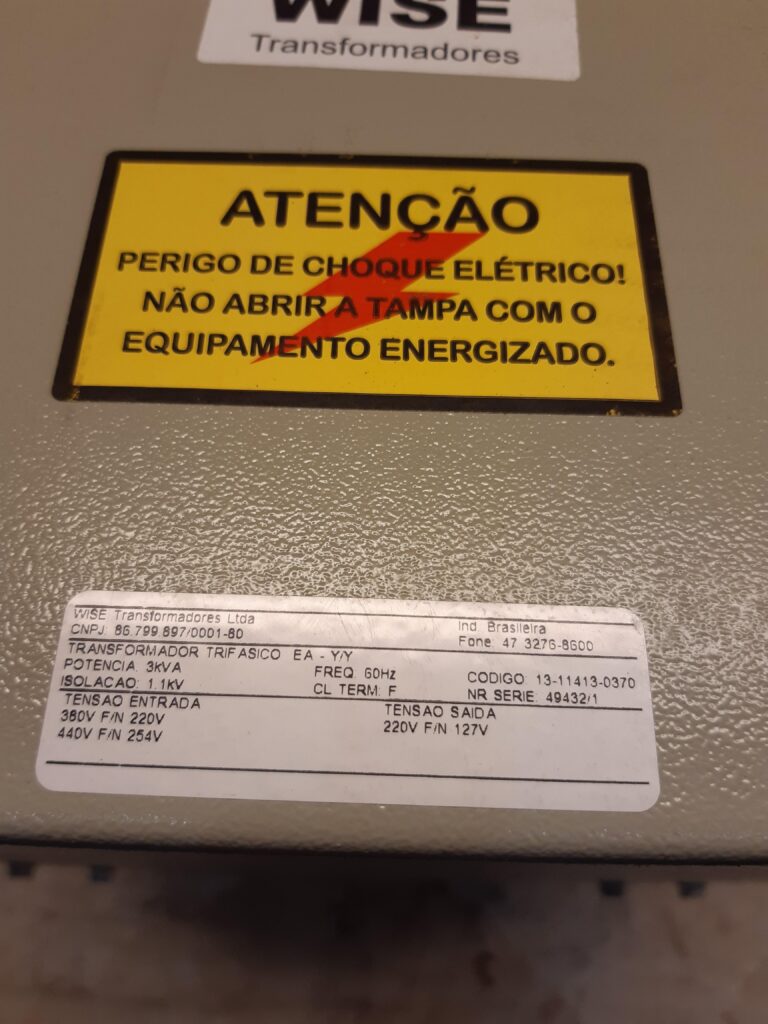 WISE
Transformadores
ATENÇÃO
PERIGO DE CHOQUE ELÉTRICO!
NÃO ABRIR A TAMPA COM O
EQUIPAMENTO ENERGIZADO.
WISE Transformadores Ltda Ind. Brasileira
CNPJ: 86.799.897/0001-80 Fone: 47 3276-8600
TRANSFORMADOR TRIFASICO EA - Y/Y
POTENCIA: 3kVA FREQ: 60Hz CODIGO: 13-11413-0370
ISOLACAO: 1.1kV CL TERM: F NR SERIE: 49432/1
TENSAO ENTRADA TENSAO SAIDA
380V F/N 220V 220V F/N 127V
440V F/N 254V